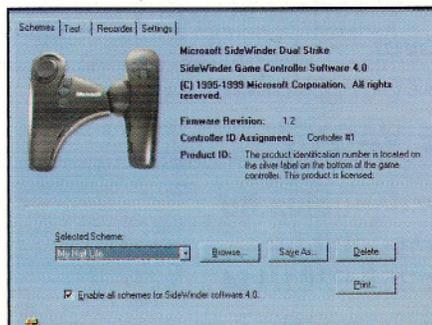 Schemes Test Recorder Settings
Microsoft SideWinder Dual Strike
SideWinder Game Controller Software 4.0
(C) 1995-1999 Microsoft Corporation. All rights
reserved.
Firmware Revision: 1.2
Controller ID Assignment: Controller #1
Product ID: The product identification number is located on
the silver label on the bottom of the game
controller. This product is licensed.
Selected Scheme:
My Half Life Browse... Save As... Delete
Print...
Enable all schemes for SideWinder software 4.0.